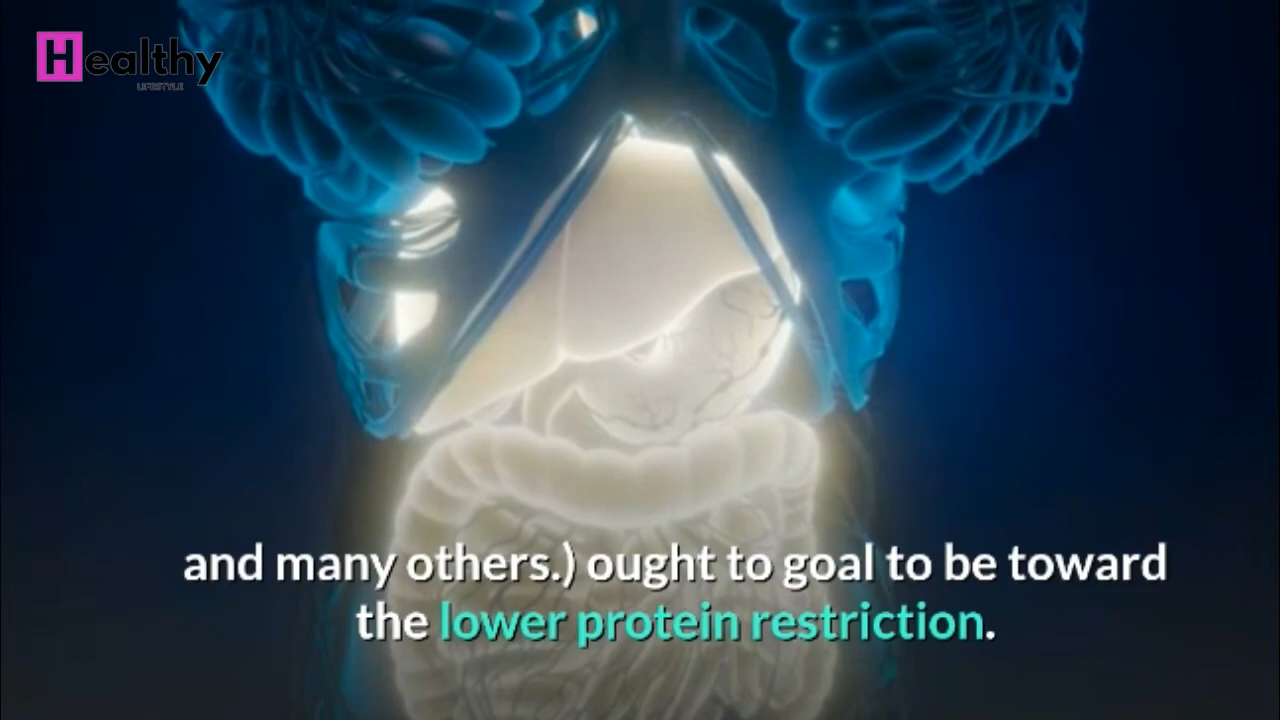 Healthy
LIFESTYLE
and many others.) ought to goal to be toward
the lower protein restriction.